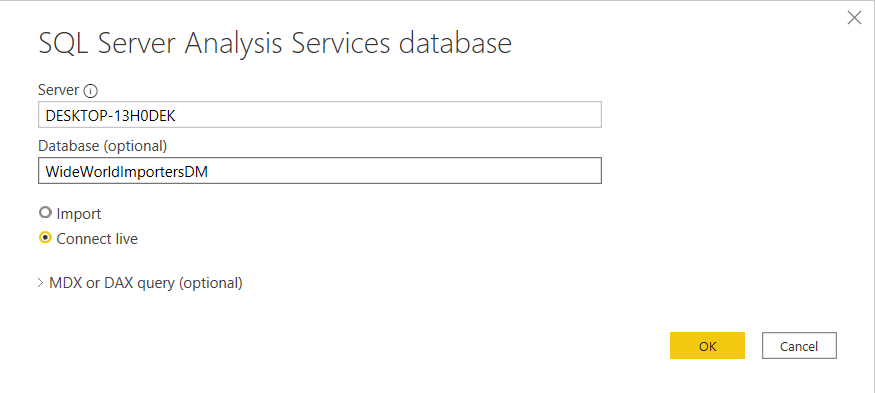 SQL Server Analysis Services database
Server
DESKTOP-13H0DEK
Database (optional)
WideWorldImportersDM
Import
Connect live
MDX or DAX query (optional)
OK Cancel